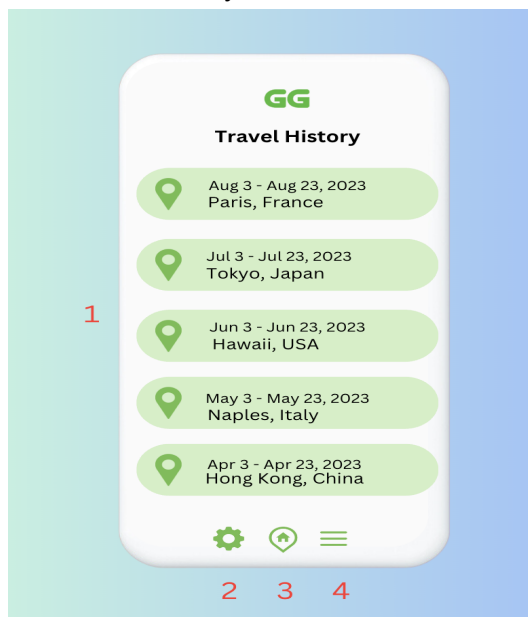 GG
Travel History
Aug 3 - Aug 23, 2023
Paris, France
Jul 3 - Jul 23, 2023
Tokyo, Japan
1
Jun 3 - Jun 23, 2023
Hawaii, USA
May 3 - May 23, 2023
Naples, Italy
Apr 3 - Apr 23, 2023
Hong Kong, China
2 3 4